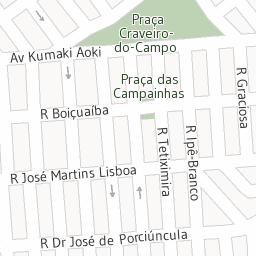 Praça
Craveiro-
do-Campo
Av Kumaki Aoki
Praça das
Campainhas
R Graciosa
R Boiçuaíba
R Tetiximira
R Ipê-Branco
R José Martins Lisboa
R Dr José de Porciúncula